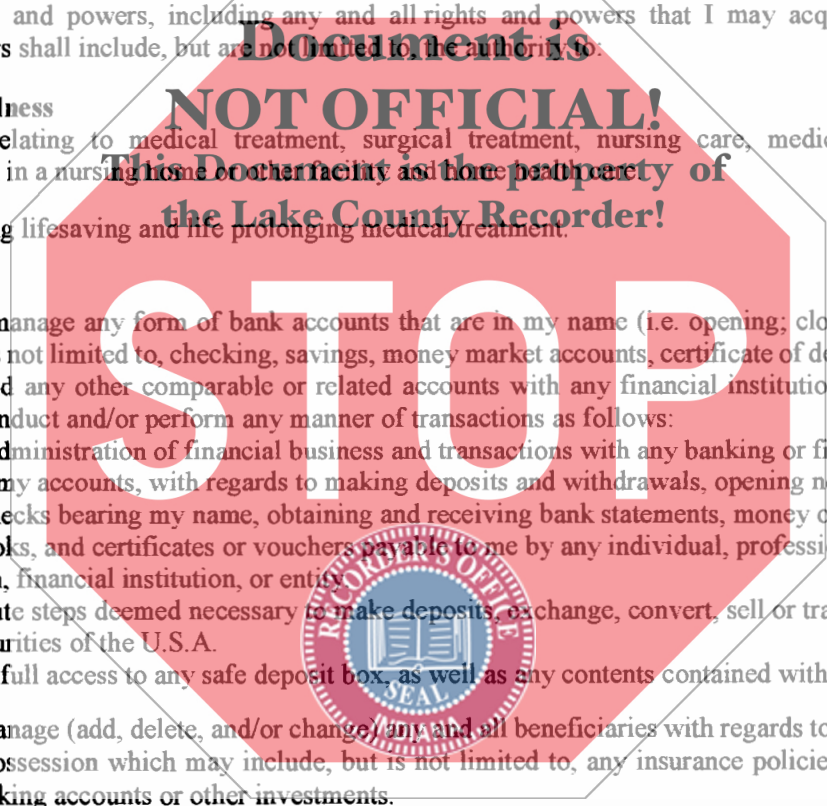 and powers, including any and all rights and powers that I may acq
s shall include, but are not limited to, the authority to:
Document is
NOT OFFICIAL!
This Document is the property of
the Lake County Recorder!
lness
elating to medical treatment, surgical treatment, nursing care, medic
in a nursing home or other facility and home health care.
g lifesaving and life prolonging medical treatment.
STOP
manage any form of bank accounts that are in my name (i.e. opening; clo
not limited to, checking, savings, money market accounts, certificate of de
d any other comparable or related accounts with any financial institutio
nduct and/or perform any manner of transactions as follows:
dministration of financial business and transactions with any banking or fi
my accounts, with regards to making deposits and withdrawals, opening n
ecks bearing my name, obtaining and receiving bank statements, money o
oks, and certificates or vouchers payable to me by any individual, professi
, financial institution, or entity.
ute steps deemed necessary to make deposits, exchange, convert, sell or tra
urities of the U.S.A.
full access to any safe deposit box, as well as any contents contained with
anage (add, delete, and/or change) any and all beneficiaries with regards to
ossession which may include, but is not limited to, any insurance policie
king accounts or other investments.
RECORDER'S OFFICE
SEAL
INDIANA